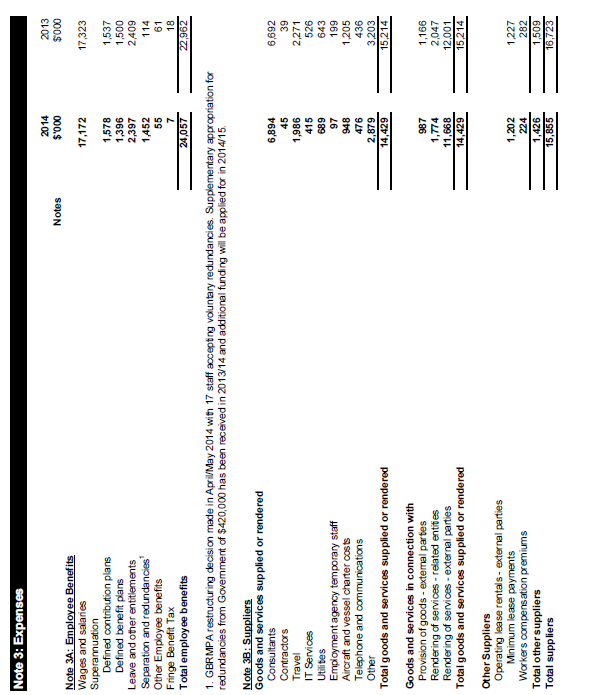 Note 3: Expenses
2014 2013
Notes $'000 $'000
Note 3A: Employee Benefits
Wages and salaries 17,172 17,323
Superannuation
Defined contribution plans 1,578 1,537
Defined benefit plans 1,396 1,500
Leave and other entitlements 2,397 2,409
Separation and redundancies¹ 1,452 114
Other Employee benefits 55 61
Fringe Benefit Tax 7 18
Total employee benefits 24,057 22,962
1. GBRMPA restructuring decision made in April/May 2014 with 17 staff accepting voluntary redundancies. Supplementary appropriation for
redundancies from Government of $420,000 has been received in 2013/14 and additional funding will be applied for in 2014/15.
Note 3B: Suppliers
Goods and services supplied or rendered
Consultants 6,894 6,692
Contractors 45 39
Travel 1,986 2,271
IT Services 415 526
Utilities 689 643
Employment agency temporary staff 97 199
Aircraft and vessel charter costs 948 1,205
Telephone and communications 476 436
Other 2,879 3,203
Total goods and services supplied or rendered 14,429 15,214
Goods and services in connection with
Provision of goods - external parties 987 1,166
Rendering of services - related entities 1,774 2,047
Rendering of services - external parties 11,668 12,001
Total goods and services supplied or rendered 14,429 15,214
Other Suppliers
Operating lease rentals - external parties
Minimum lease payments 1,202 1,227
Workers compensation premiums 224 282
Total other suppliers 1,426 1,509
Total suppliers 15,855 16,723